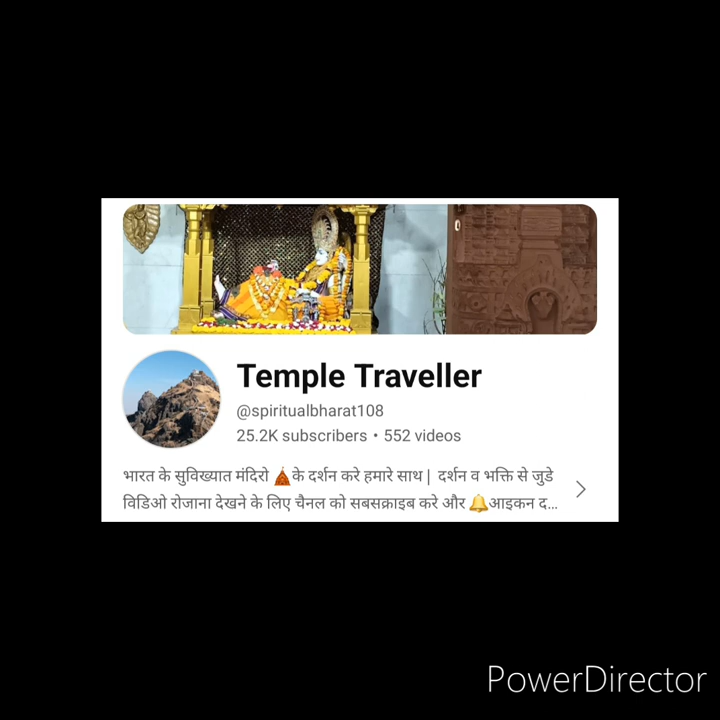 Temple Traveller
@spiritualbharat108
25.2K subscribers • 552 videos
भारत के सुविख्यात मंदिरो 🛕के दर्शन करे हमारे साथ | दर्शन व भक्ति से जुडे
विडिओ रोजाना देखने के लिए चैनल को सबसक्राइब करे और 🔔आइकन द...
PowerDirector